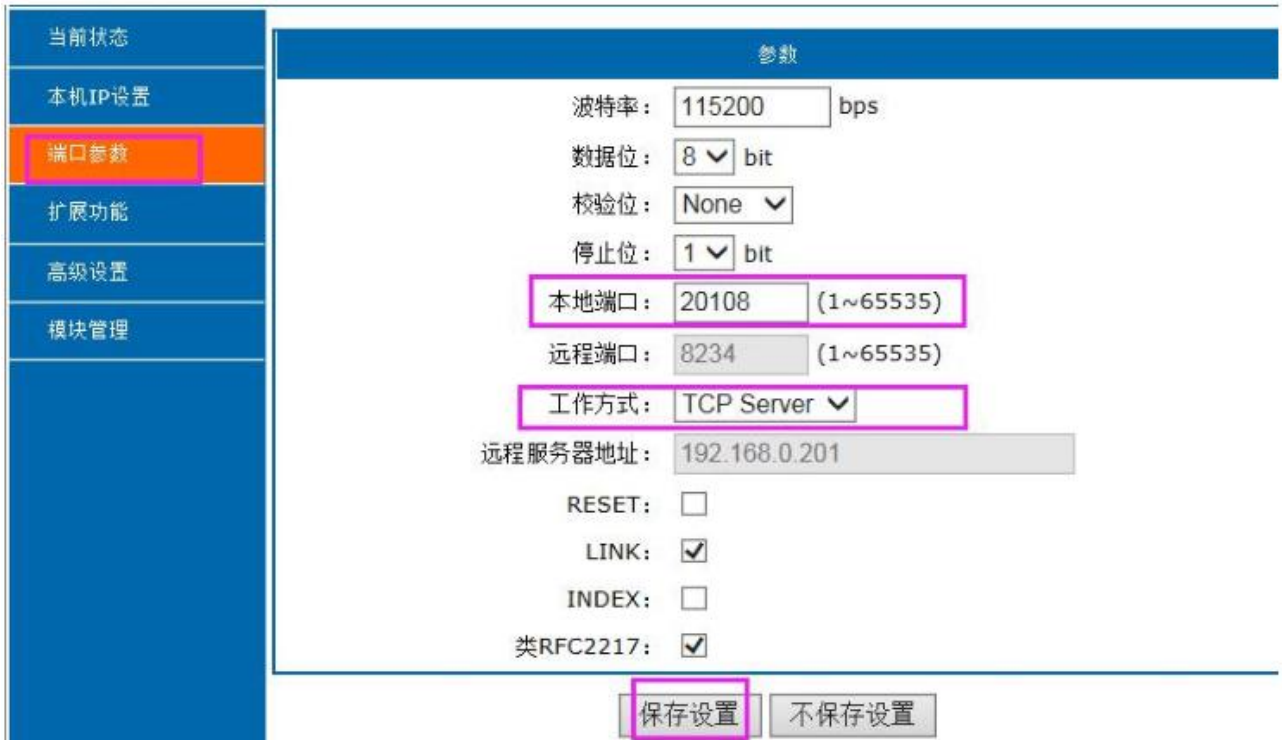 当前状态
本机IP设置
端口参数
扩展功能
高级设置
模块管理
参数
波特率： 115200 bps
数据位： 8 bit
校验位： None
停止位： 1 bit
本地端口： 20108 (1~65535)
远程端口： 8234 (1~65535)
工作方式： TCP Server
远程服务器地址： 192.168.0.201
RESET：
LINK：
INDEX：
类RFC2217：
保存设置 不保存设置